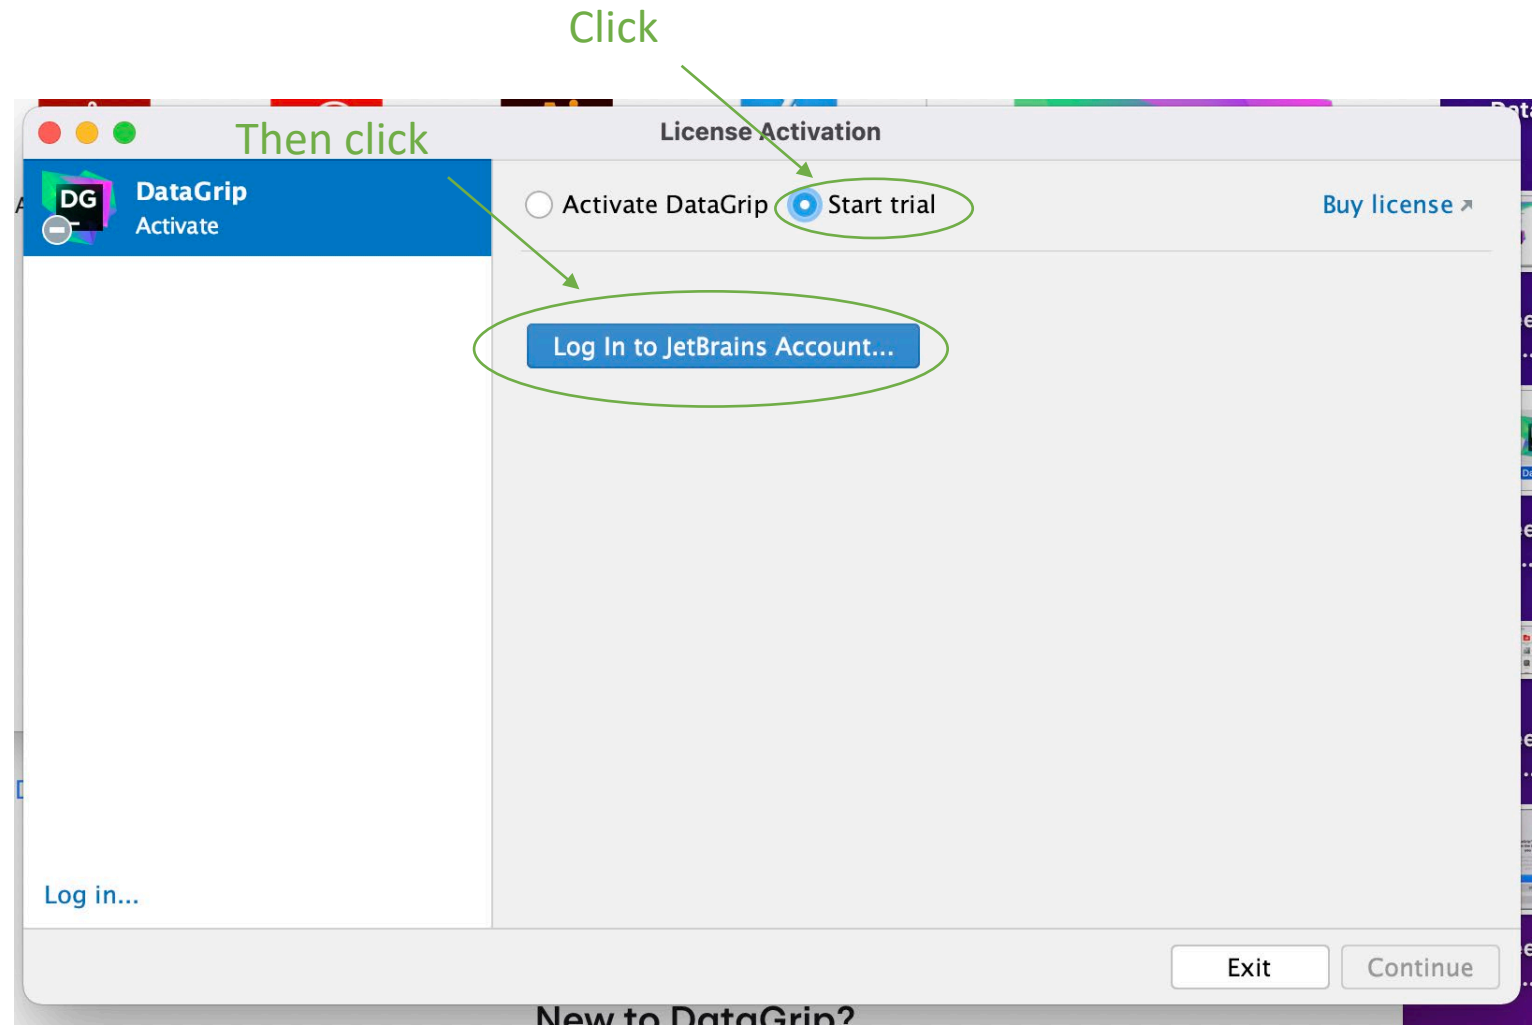 Click
Then click
License Activation
DG
DataGrip
Activate
Activate DataGrip
Start trial
Buy license
Log In to JetBrains Account...
Log in...
Exit
Continue
New to DataGrip?